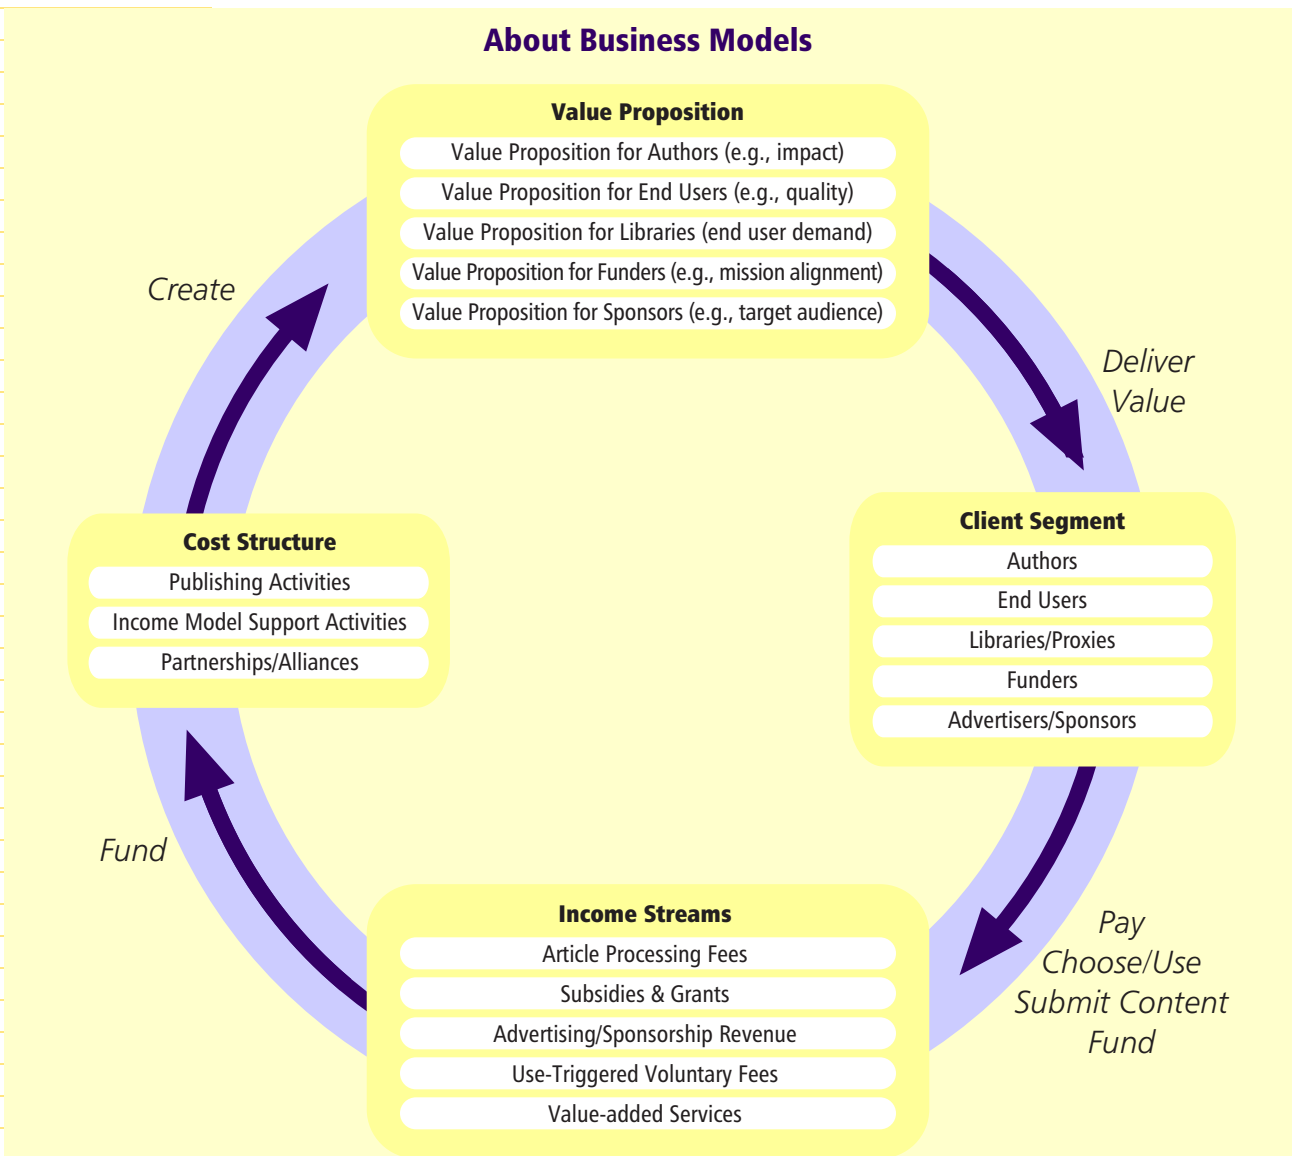 About Business Models
Value Proposition
Value Proposition for Authors (e.g., impact)
Value Proposition for End Users (e.g., quality)
Value Proposition for Libraries (end user demand)
Value Proposition for Funders (e.g., mission alignment)
Value Proposition for Sponsors (e.g., target audience)
Create
Deliver
Value
Cost Structure
Publishing Activities
Income Model Support Activities
Partnerships/Alliances
Client Segment
Authors
End Users
Libraries/Proxies
Funders
Advertisers/Sponsors
Fund
Income Streams
Article Processing Fees
Subsidies & Grants
Advertising/Sponsorship Revenue
Use-Triggered Voluntary Fees
Value-added Services
Pay
Choose/Use
Submit Content
Fund